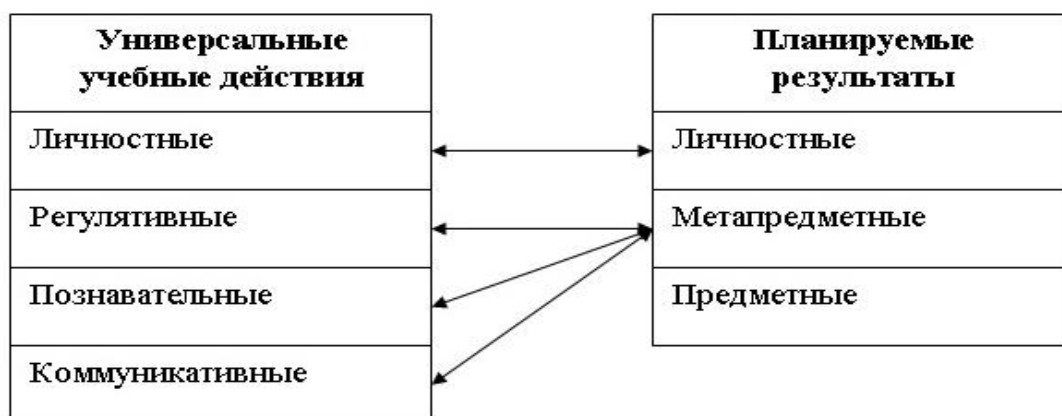 Универсальные
учебные действия
Личностные
Регулятивные
Познавательные
Коммуникативные
Планируемые
результаты
Личностные
Метапредметные
Предметные